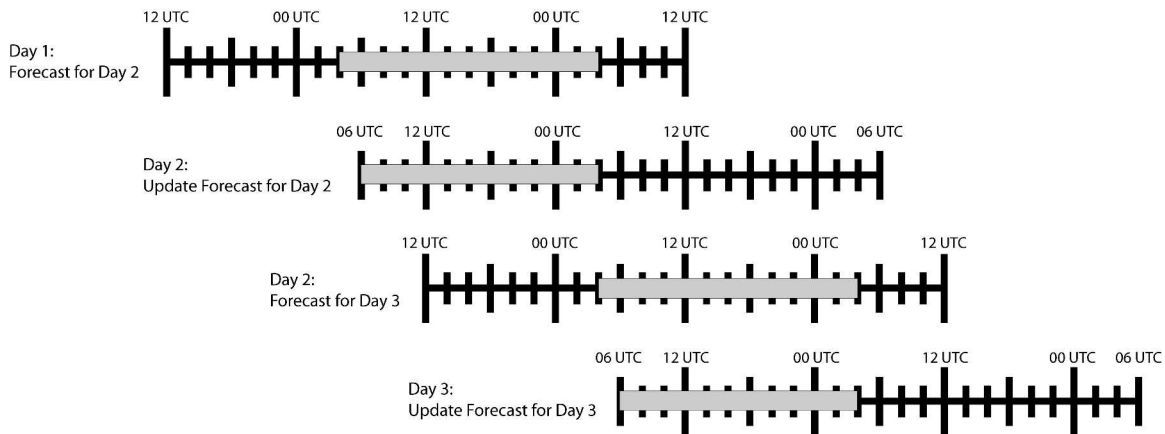 12 UTC 00 UTC 12 UTC 00 UTC 12 UTC
Day 1:
Forecast for Day 2
06 UTC 12 UTC 00 UTC 12 UTC 00 UTC 06 UTC
Day 2:
Update Forecast for Day 2
12 UTC 00 UTC 12 UTC 00 UTC 12 UTC
Day 2:
Forecast for Day 3
06 UTC 12 UTC 00 UTC 12 UTC 00 UTC 06 UTC
Day 3:
Update Forecast for Day 3